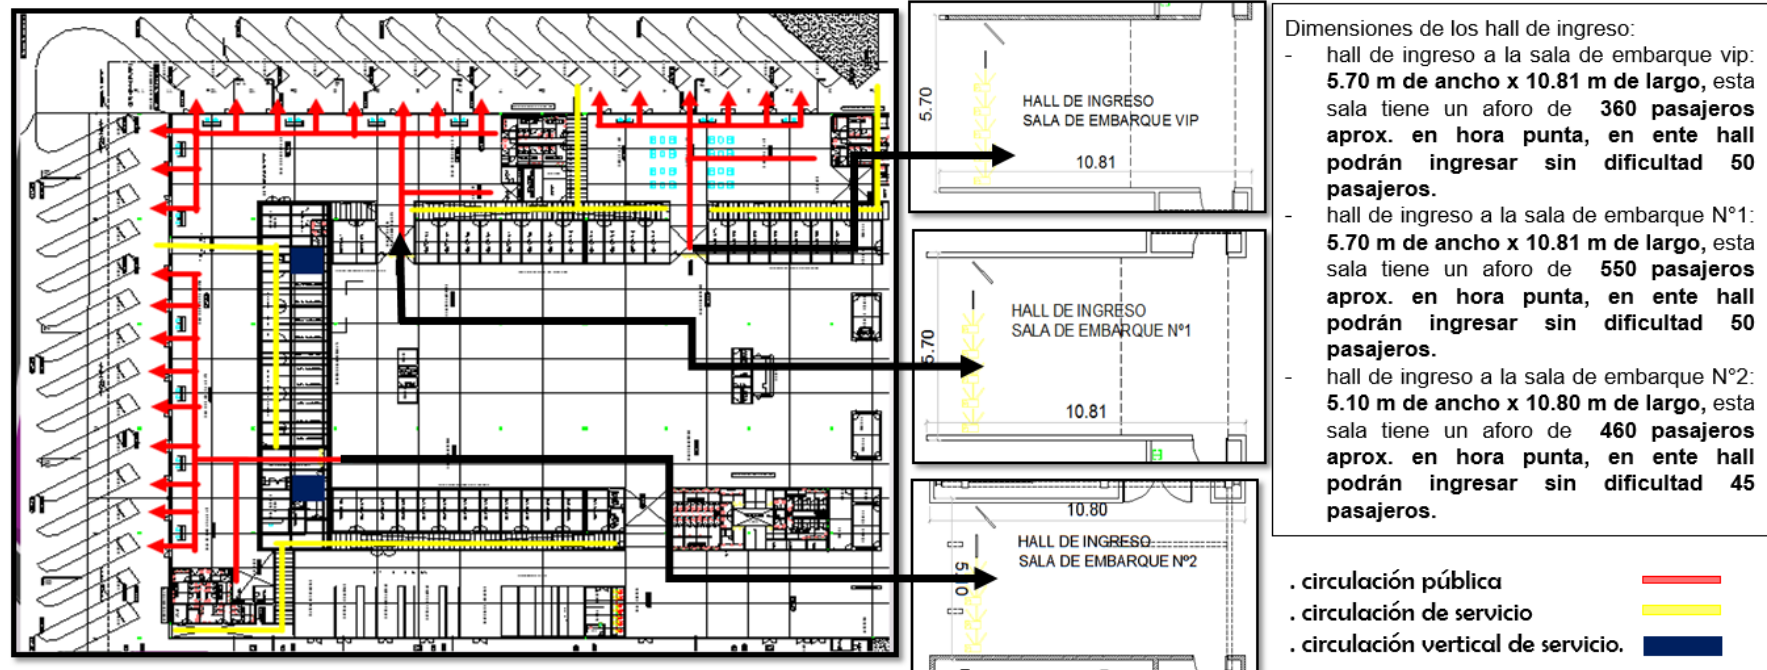 5.70
HALL DE INGRESO
SALA DE EMBARQUE VIP
10.81
HALL DE INGRESO
SALA DE EMBARQUE Nº1
5.70
10.81
10.80
HALL DE INGRESO
SALA DE EMBARQUE Nº2
Dimensiones de los hall de ingreso:
- hall de ingreso a la sala de embarque vip:
5.70 m de ancho x 10.81 m de largo, esta
sala tiene un aforo de 360 pasajeros
aprox. en hora punta, en ente hall
podrán ingresar sin dificultad 50
pasajeros.
- hall de ingreso a la sala de embarque N°1:
5.70 m de ancho x 10.81 m de largo, esta
sala tiene un aforo de 550 pasajeros
aprox. en hora punta, en ente hall
podrán ingresar sin dificultad 50
pasajeros.
- hall de ingreso a la sala de embarque N°2:
5.10 m de ancho x 10.80 m de largo, esta
sala tiene un aforo de 460 pasajeros
aprox. en hora punta, en ente hall
podrán ingresar sin dificultad 45
pasajeros.
. circulación pública
. circulación de servicio
. circulación vertical de servicio.